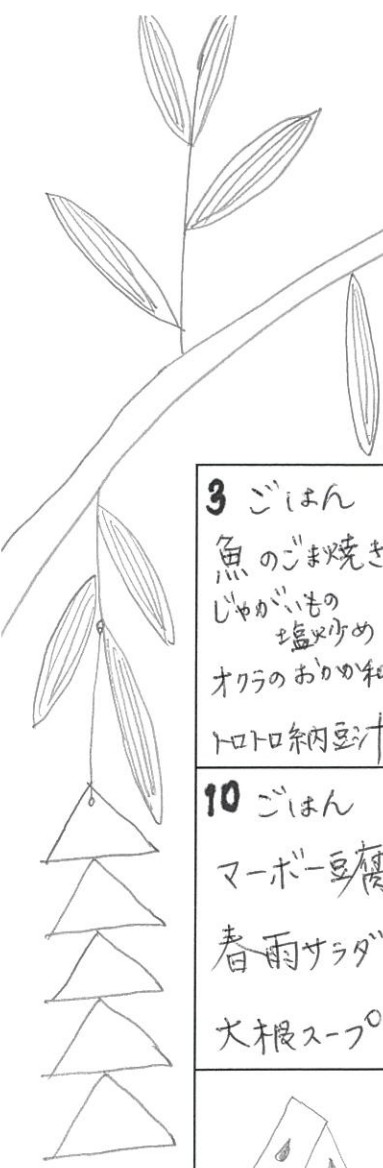 3 ごはん
魚のごま焼き
じゃがいもの
塩炒め
オクラのおかか和
トロトロ納豆汁
10 ごはん
マーボー豆腐
春雨サラダ
大根スープ